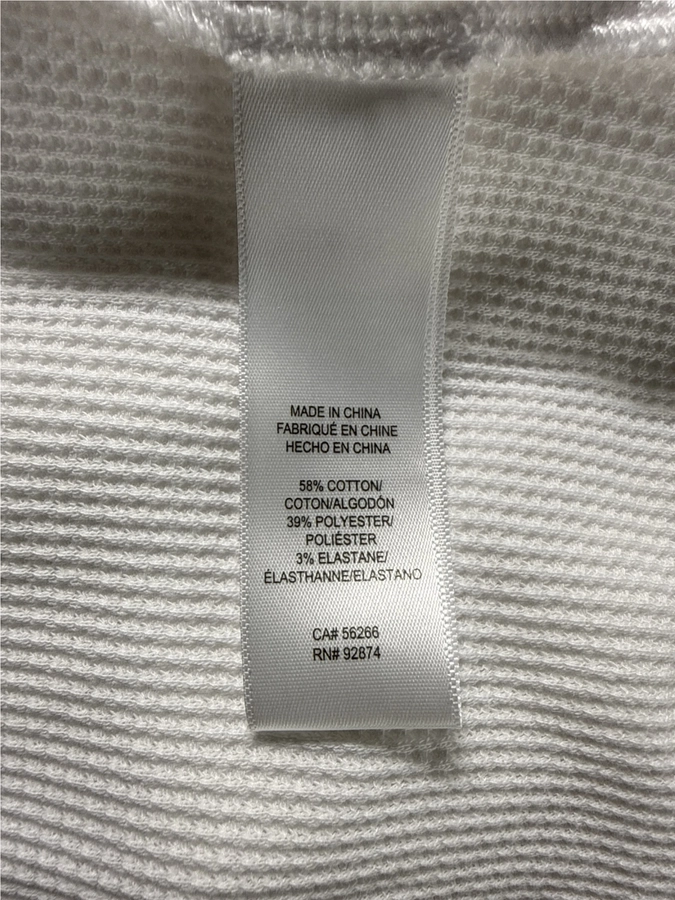 MADE IN CHINA
FABRIQUÉ EN CHINE
HECHO EN CHINA
58% COTTON/
COTON/ALGODÓN
39% POLYESTER/
POLIÉSTER
3% ELASTANE/
ÉLASTHANNE/ELASTANO
CA# 56266
RN# 92874